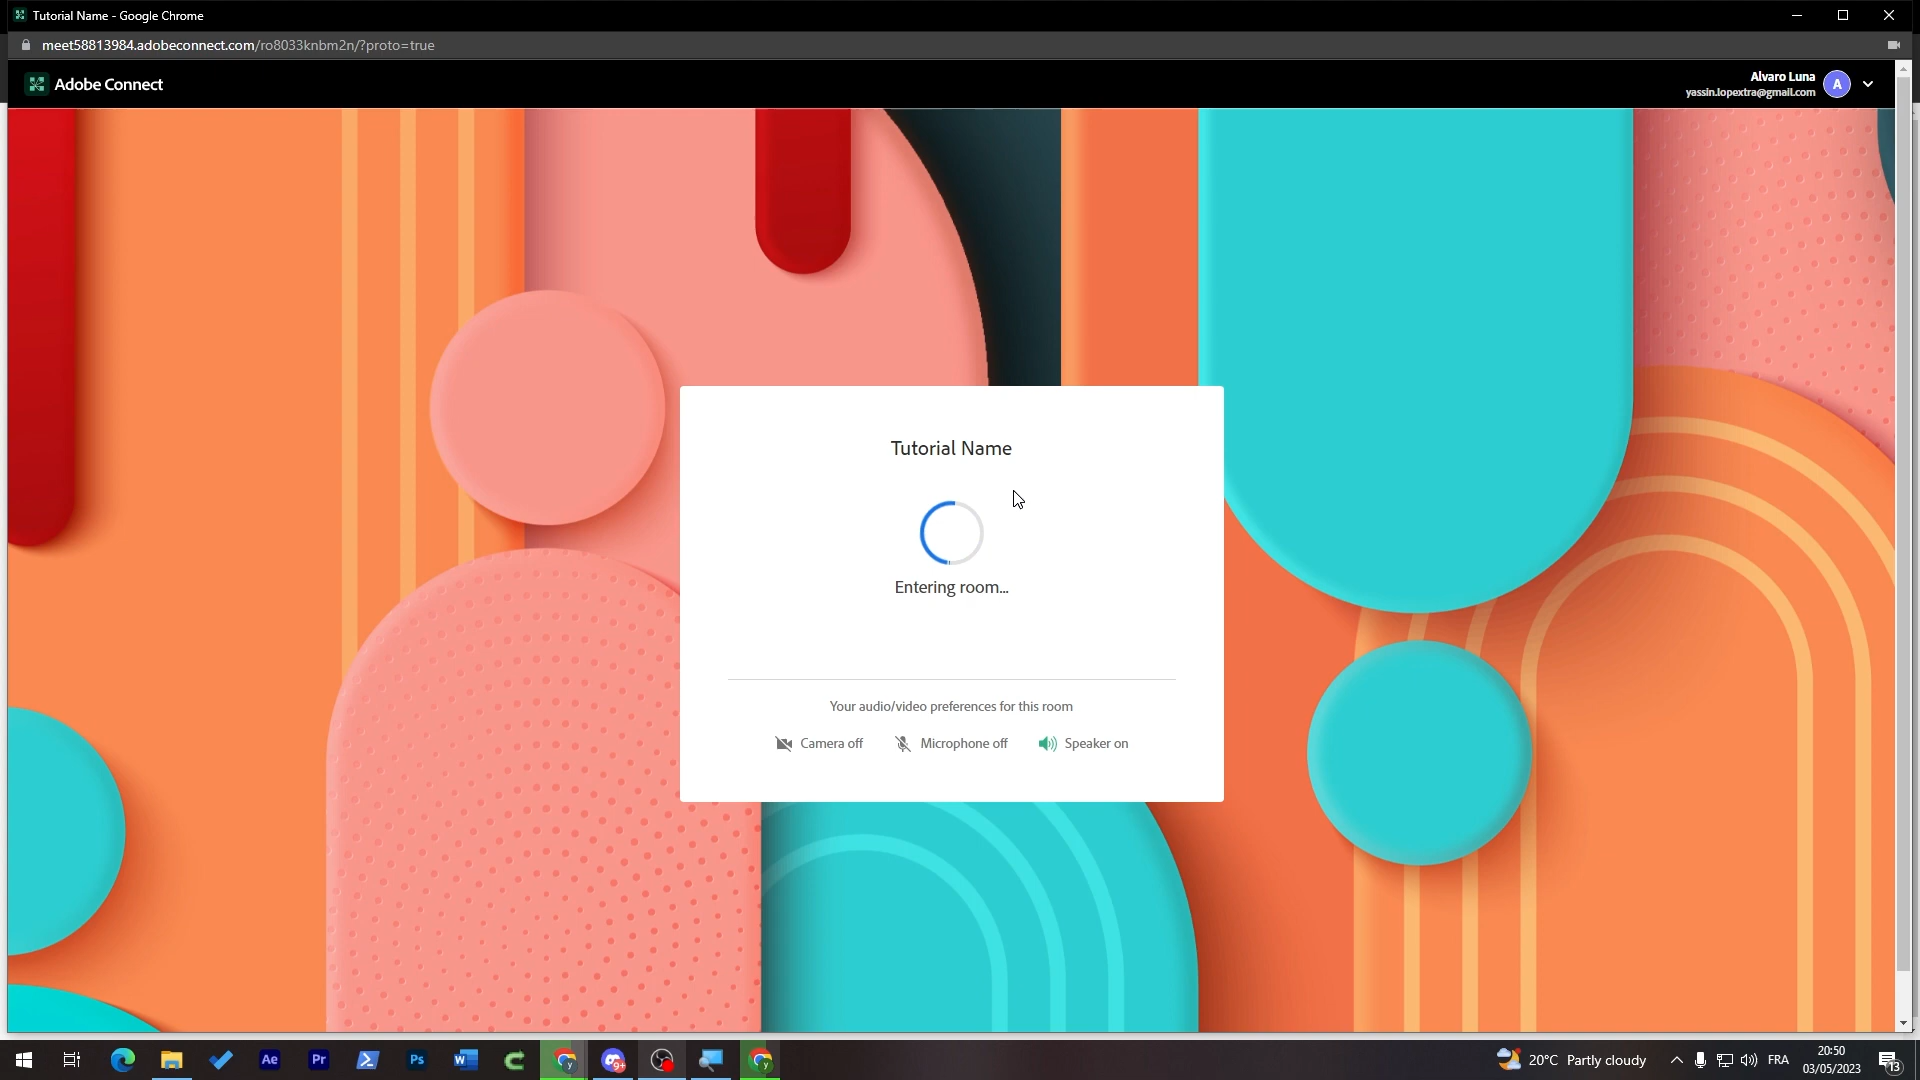 Tutorial Name - Google Chrome
meet58813984.adobeconnect.com/ro8033knbm2n/?proto=true
Adobe Connect
Alvaro Luna
yassin.lopextra@gmail.com
A
Tutorial Name
Entering room...
Your audio/video preferences for this room
Camera off
Microphone off
Speaker on
Ae
Pr
Ps
W
y
9+
y
20°C Partly cloudy
FRA
20:50
03/05/2023
13